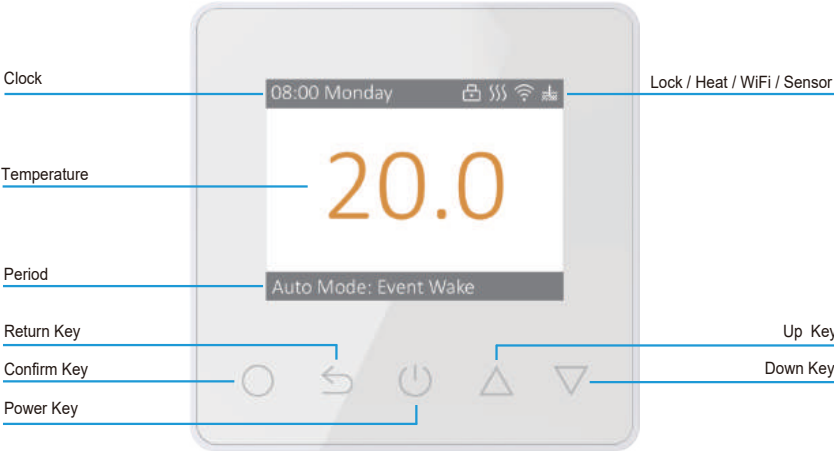 Clock
Lock / Heat / WiFi / Sensor
08:00 Monday
Temperature
20.0
Period
Auto Mode: Event Wake
Return Key
Up Key
Confirm Key
Down Key
Power Key